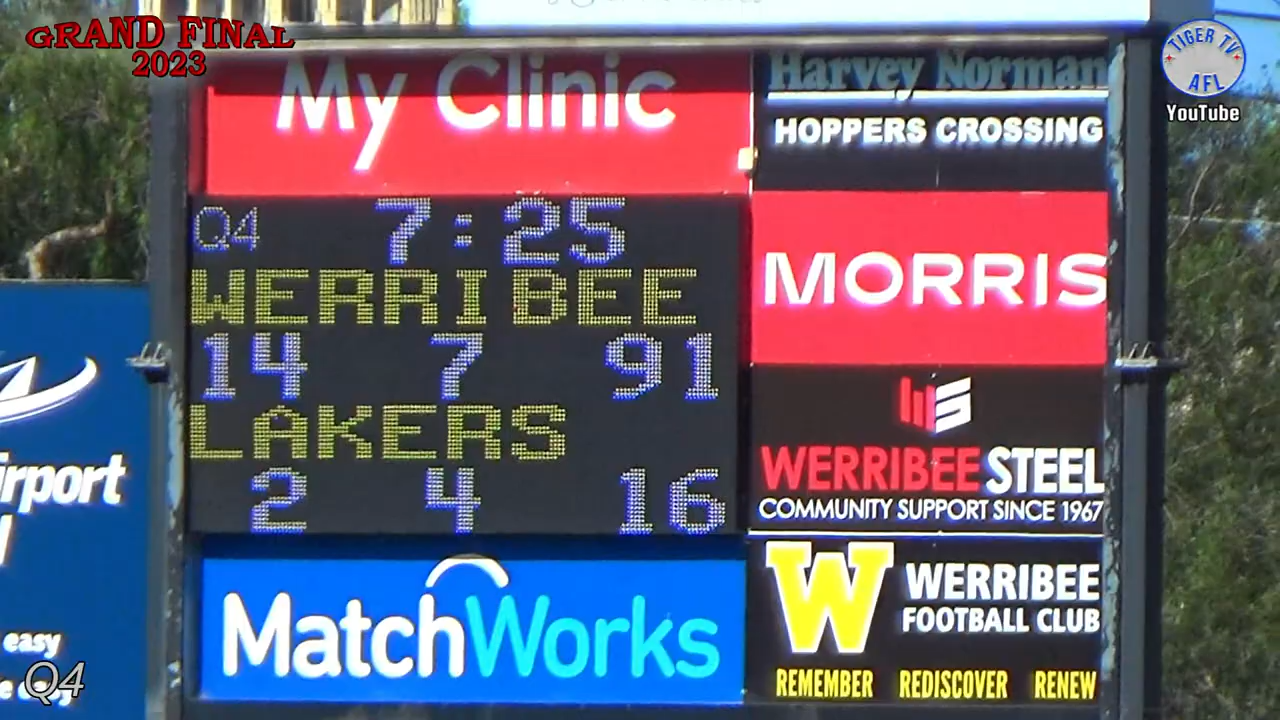 GRAND FINAL
2023
TIGER TV
AFL
YouTube
My Clinic
Harvey Norman
HOPPERS CROSSING
Q4 7:25
WERRIBEE
14 7 91
LAKERS
2 4 16
MORRIS
WERRIBEE STEEL
COMMUNITY SUPPORT SINCE 1967
MatchWorks
W WERRIBEE
FOOTBALL CLUB
REMEMBER REDISCOVER RENEW
easy
Q4